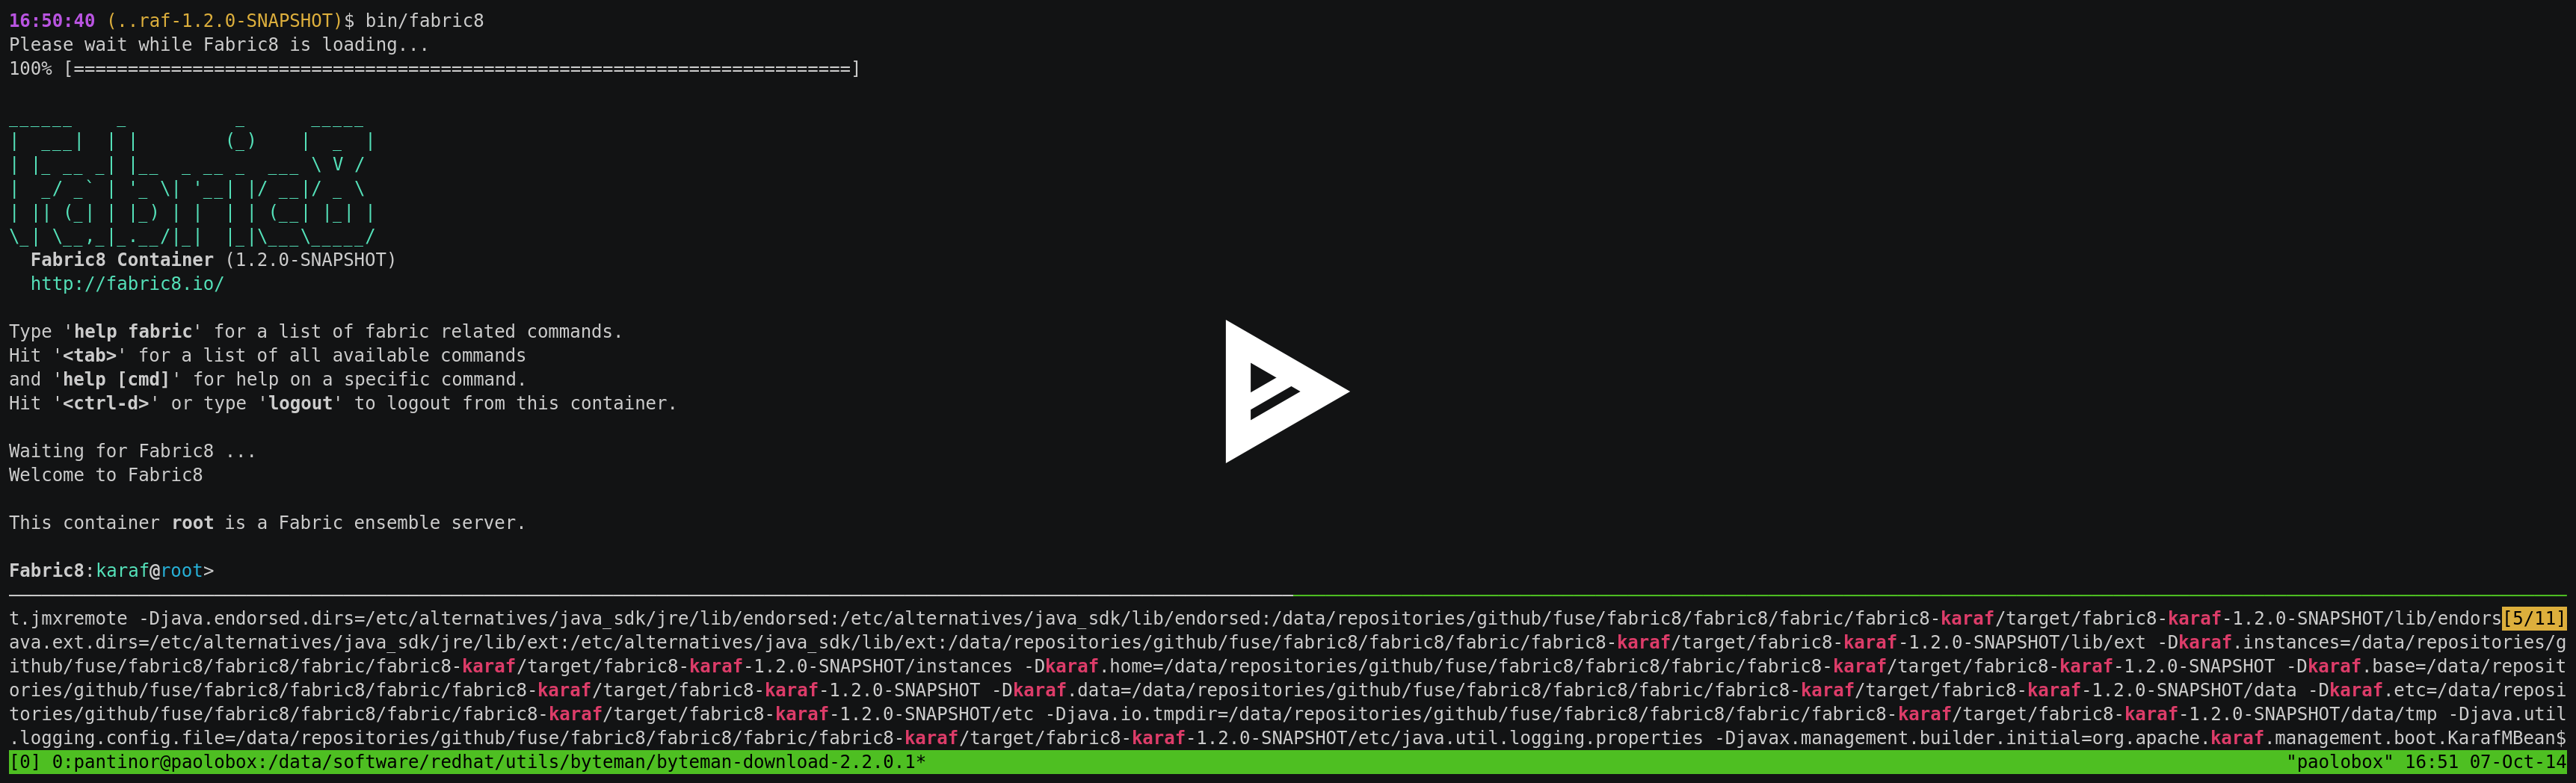 16:50:40 (..raf-1.2.0-SNAPSHOT)$ bin/fabric8
Please wait while Fabric8 is loading...
100% [========================================================================]
______    _          _      _____
|  ___|  | |        (_)    |  _  |
| |_ __ _| |__  _ __ _  ___ \ V /
|  _/ _` | '_ \| '__| |/ __|/ _ \
| || (_| | |_) | |  | | (__| |_| |
\_| \__,_|_.__/|_|  |_|\___\_____/
  Fabric8 Container (1.2.0-SNAPSHOT)
  http://fabric8.io/
Type 'help fabric' for a list of fabric related commands.
Hit '<tab>' for a list of all available commands
and 'help [cmd]' for help on a specific command.
Hit '<ctrl-d>' or type 'logout' to logout from this container.
Waiting for Fabric8 ...
Welcome to Fabric8
This container root is a Fabric ensemble server.
Fabric8:karaf@root>
t.jmxremote -Djava.endorsed.dirs=/etc/alternatives/java_sdk/jre/lib/endorsed:/etc/alternatives/java_sdk/lib/endorsed:/data/repositories/github/fuse/fabric8/fabric8/fabric/fabric8-karaf/target/fabric8-karaf-1.2.0-SNAPSHOT/lib/endors[5/11]
ava.ext.dirs=/etc/alternatives/java_sdk/jre/lib/ext:/etc/alternatives/java_sdk/lib/ext:/data/repositories/github/fuse/fabric8/fabric8/fabric/fabric8-karaf/target/fabric8-karaf-1.2.0-SNAPSHOT/lib/ext -Dkaraf.instances=/data/repositories/g
ithub/fuse/fabric8/fabric8/fabric/fabric8-karaf/target/fabric8-karaf-1.2.0-SNAPSHOT/instances -Dkaraf.home=/data/repositories/github/fuse/fabric8/fabric8/fabric/fabric8-karaf/target/fabric8-karaf-1.2.0-SNAPSHOT -Dkaraf.base=/data/reposit
ories/github/fuse/fabric8/fabric8/fabric/fabric8-karaf/target/fabric8-karaf-1.2.0-SNAPSHOT -Dkaraf.data=/data/repositories/github/fuse/fabric8/fabric8/fabric/fabric8-karaf/target/fabric8-karaf-1.2.0-SNAPSHOT/data -Dkaraf.etc=/data/reposi
tories/github/fuse/fabric8/fabric8/fabric/fabric8-karaf/target/fabric8-karaf-1.2.0-SNAPSHOT/etc -Djava.io.tmpdir=/data/repositories/github/fuse/fabric8/fabric8/fabric/fabric8-karaf/target/fabric8-karaf-1.2.0-SNAPSHOT/data/tmp -Djava.util
.logging.config.file=/data/repositories/github/fuse/fabric8/fabric8/fabric/fabric8-karaf/target/fabric8-karaf-1.2.0-SNAPSHOT/etc/java.util.logging.properties -Djavax.management.builder.initial=org.apache.karaf.management.boot.KarafMBean$
[0] 0:pantinor@paolobox:/data/software/redhat/utils/byteman/byteman-download-2.2.0.1* "paolobox" 16:51 07-Oct-14